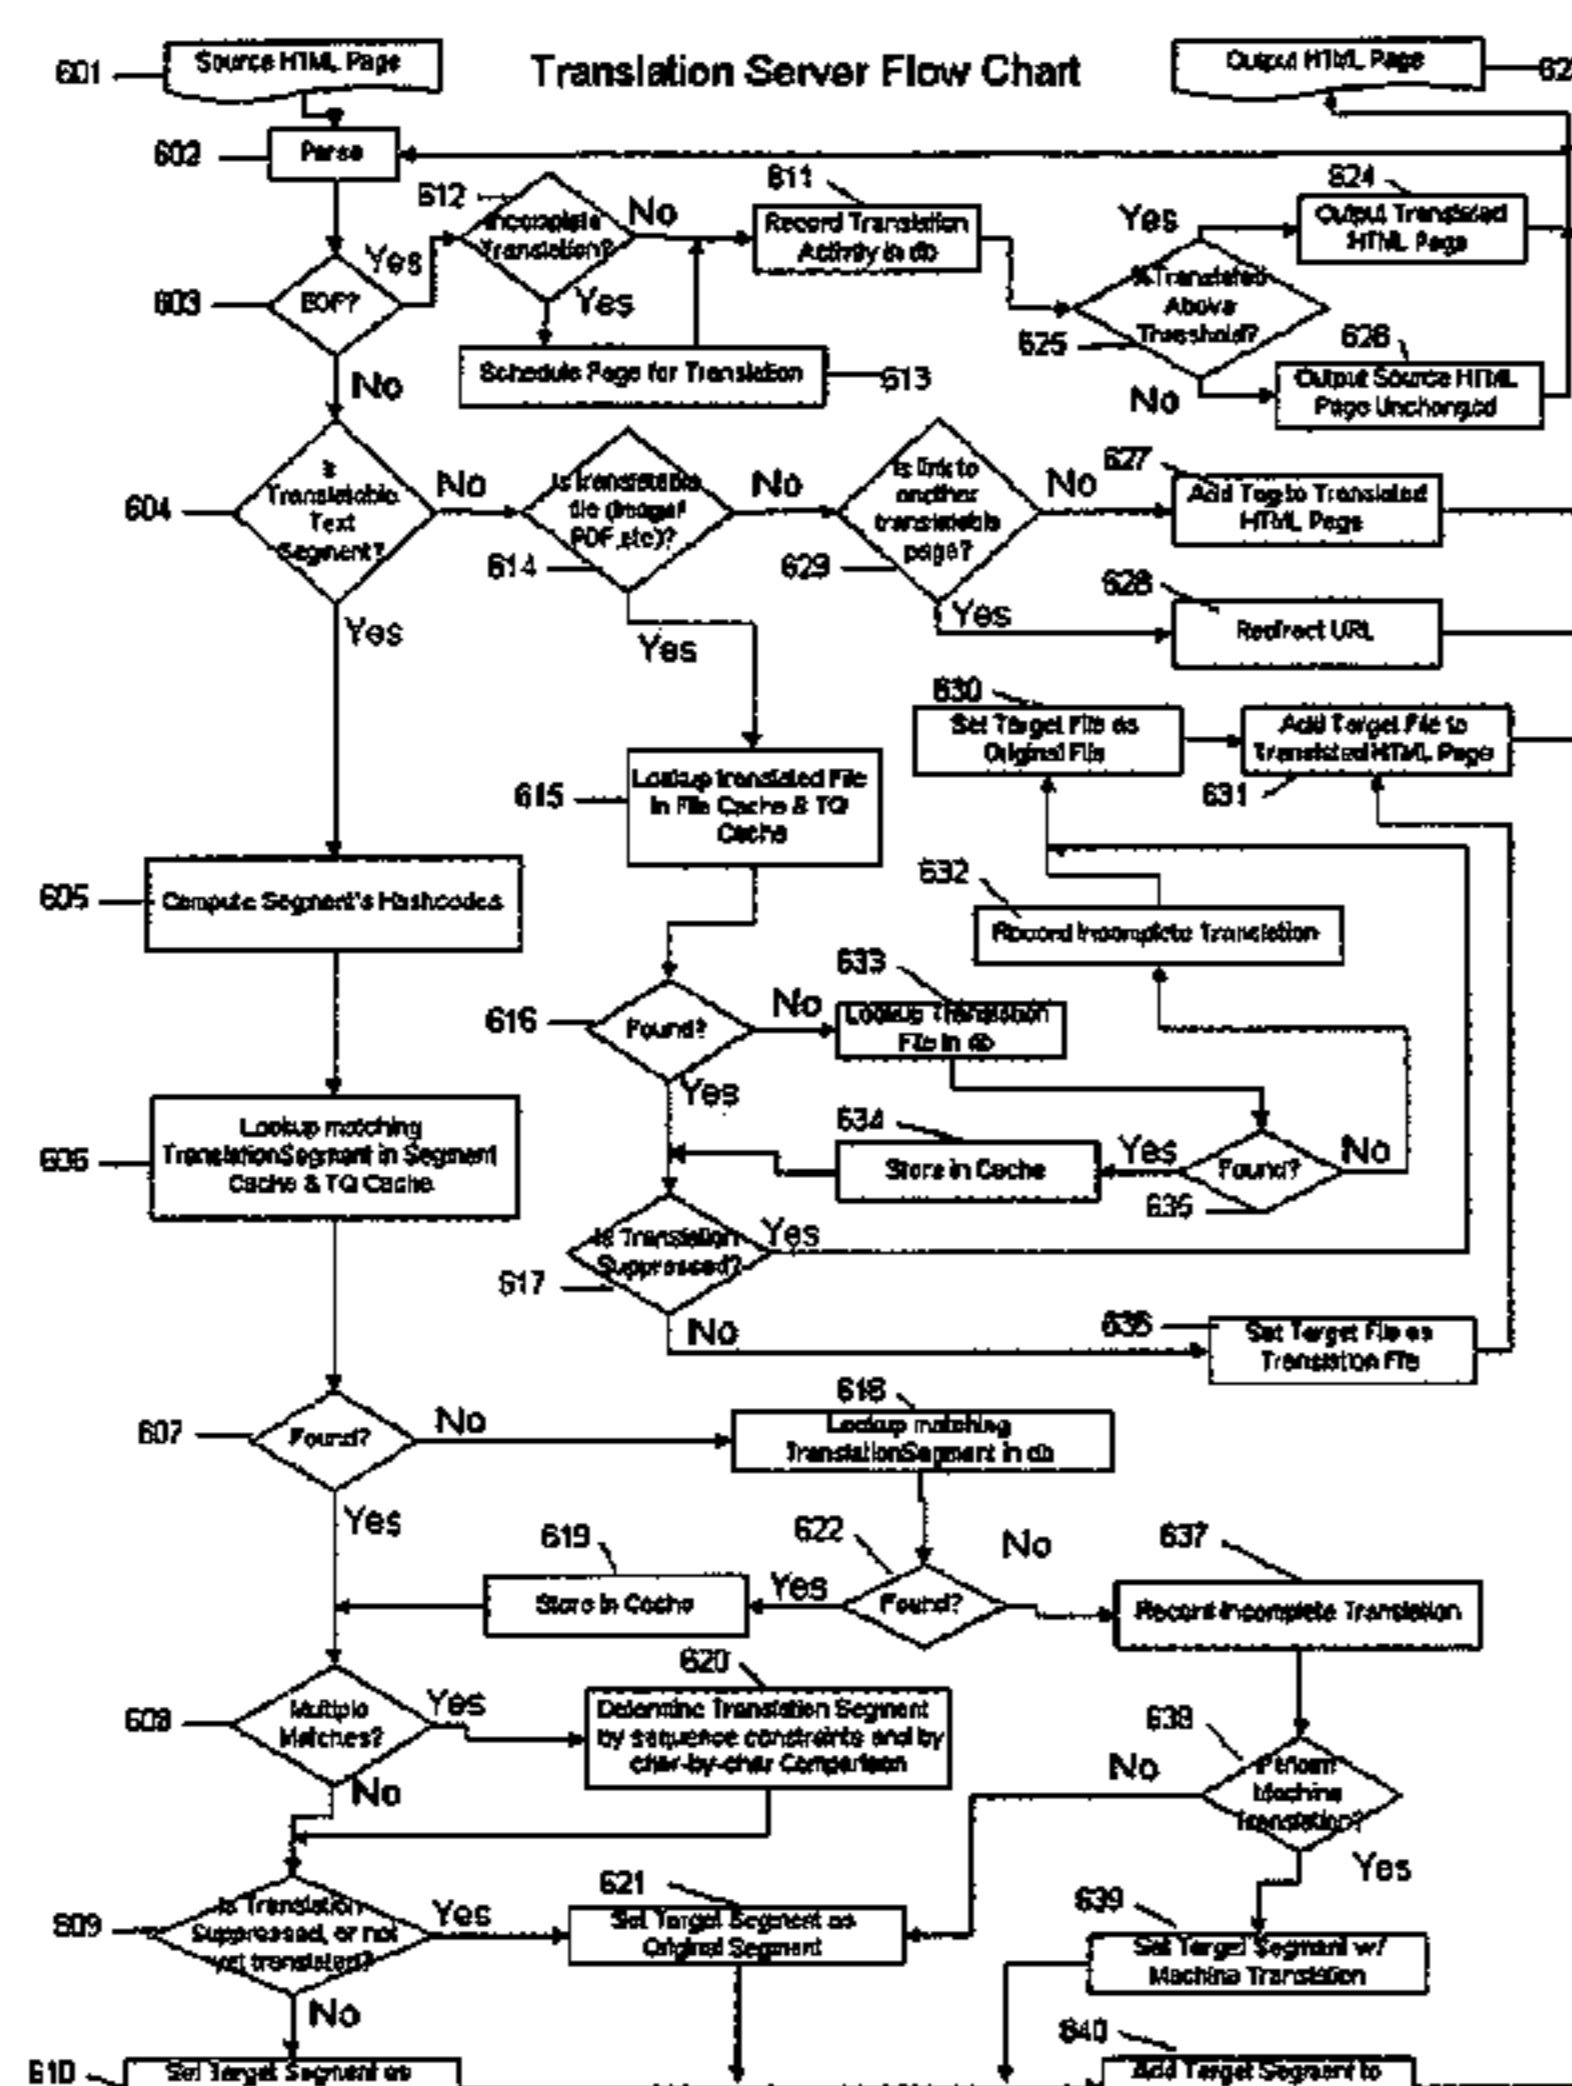 Translation Server Flow Chart
601
Source HTML Page
Output HTML Page
602
Parse
603
EOF?
Yes
No
612
Incomplete
Translation?
No
Yes
611
Record Translation
Activity in db
Schedule Page for Translation
613
% Translated
Above
Threshold?
625
Yes
No
624
Output Translated
HTML Page
626
Output Source HTML
Page Unchanged
604
Is
Translatable
Text
Segment?
No
Yes
Is translatable
file (image/
PDF, etc)?
614
No
Yes
Is link to
another
translatable
page?
629
No
Yes
627
Add Tag to Translated
HTML Page
628
Redirect URL
630
Set Target File as
Original File
Add Target File to
Translated HTML Page
631
615
Lookup translated File
in File Cache & TQ
Cache
605
Compute Segment's Hashcodes
632
Record Incomplete Translation
616
Found?
No
Yes
633
Lookup Translation
File in db
606
Lookup matching
TranslationSegment in Segment
Cache & TQ Cache
634
Store in Cache
Yes
Found?
No
Is Translation
Suppressed?
617
Yes
No
Set Target File as
Translation File
607
Found?
No
Yes
618
Lookup matching
TranslationSegment in db
619
Store in Cache
Yes
622
Found?
No
637
Record Incomplete Translation
608
Multiple
Matches?
Yes
No
620
Determine Translation Segment
by sequence constraints and by
char-by-char Comparison
638
Perform
Machine
Translation?
No
Yes
609
Is Translation
Suppressed, or not
yet translated?
Yes
No
621
Set Target Segment as
Original Segment
639
Set Target Segment w/
Machine Translation
610
Set Target Segment as
640
Add Target Segment to